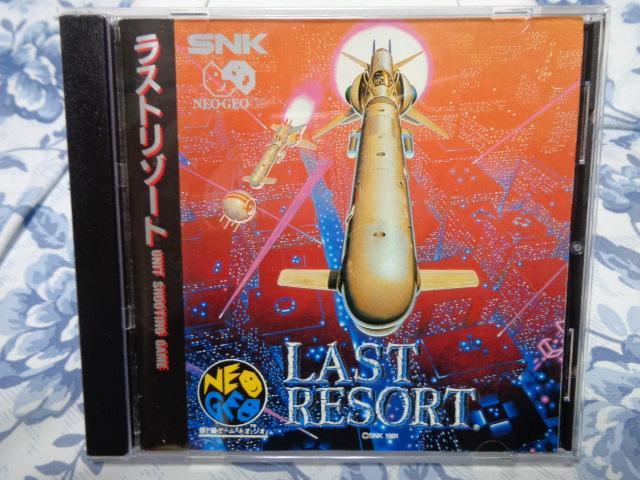 SNK
NEO·GEO
ラストリゾート
UNIT SHOOTING GAME
NEO
GEO
LAST
RESORT®
©SNK 1991